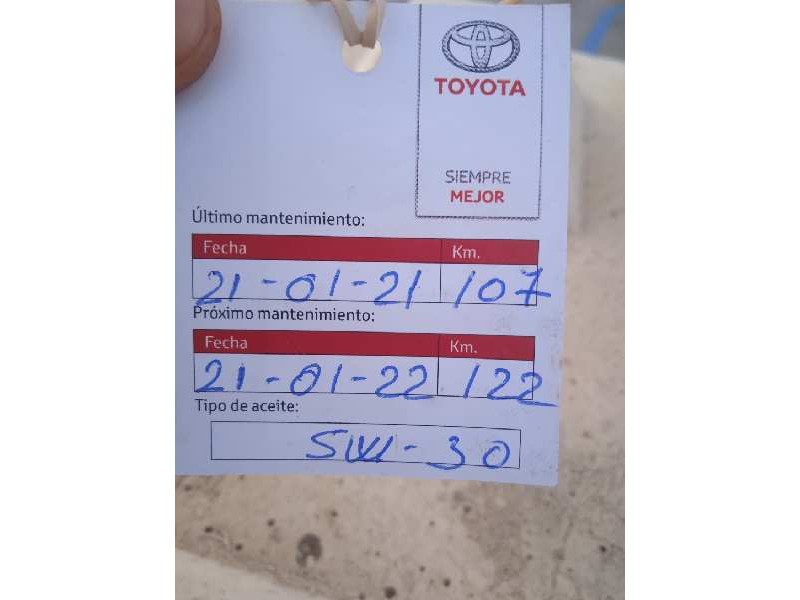 TOYOTA
SIEMPRE
MEJOR
Último mantenimiento:
Fecha Km.
21-01-21 107
Próximo mantenimiento:
Fecha Km.
21-01-22 122
Tipo de aceite:
5W-30